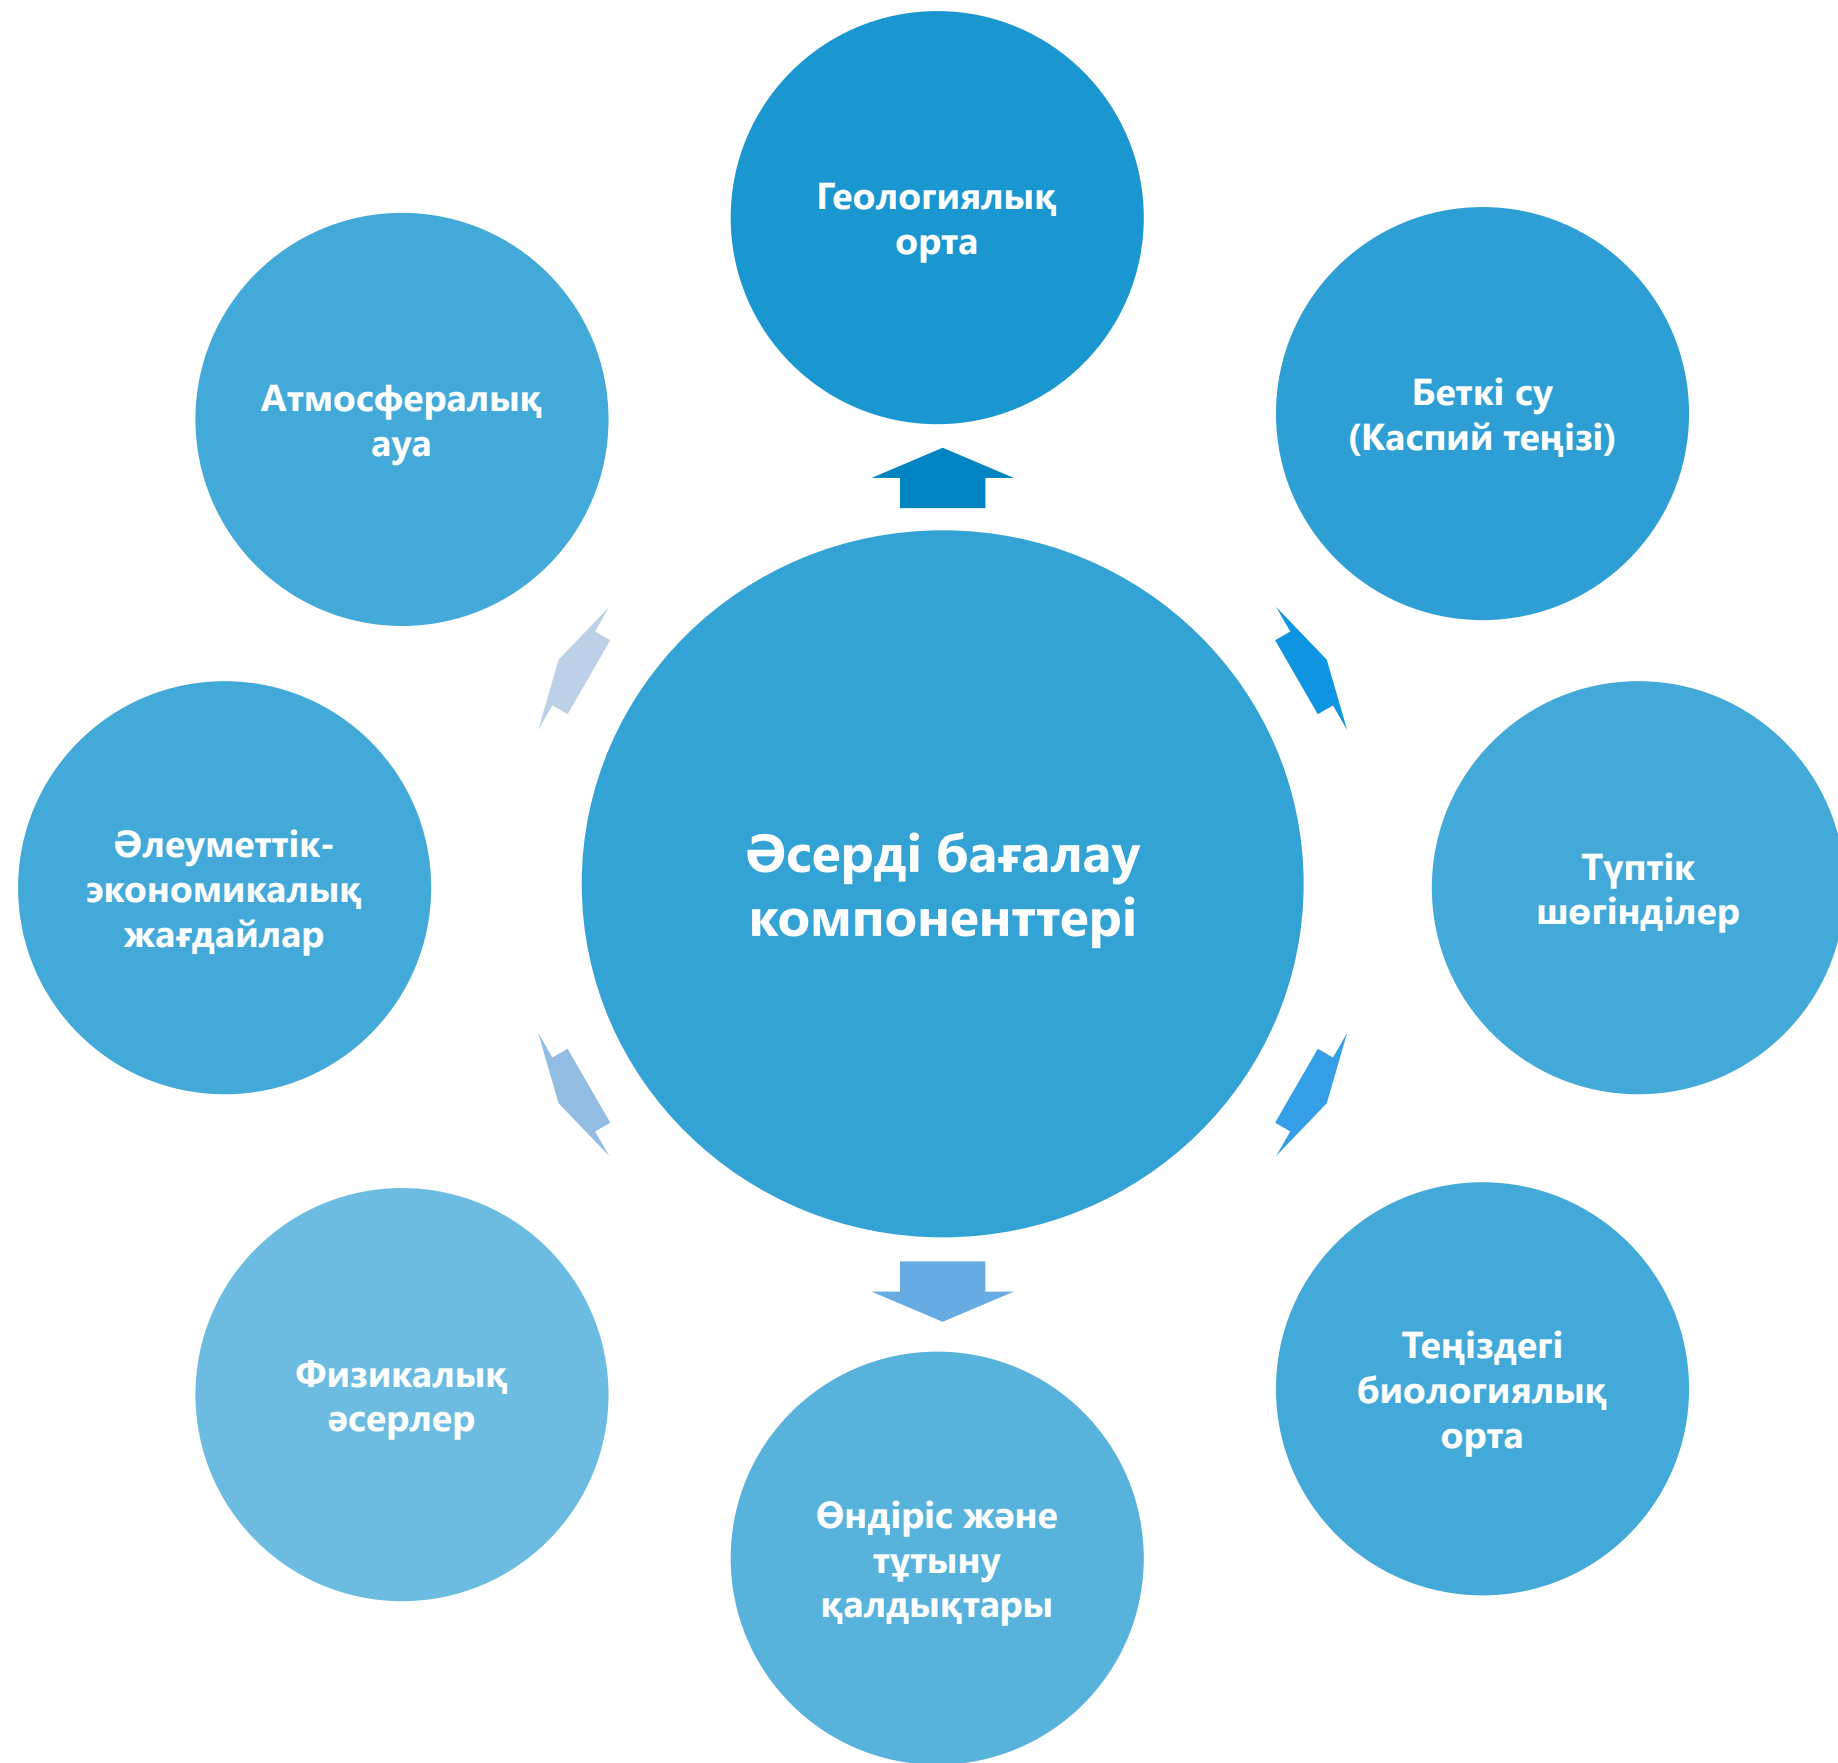 Геологиялық
орта
Беткі су
(Каспий теңізі)
Түптік
шөгінділер
Теңіздегі
биологиялық
орта
Өндіріс және
тұтыну
қалдықтары
Физикалық
әсерлер
Әлеуметтік-
экономикалық
жағдайлар
Атмосфералық
ауа
Әсерді бағалау
компоненттері